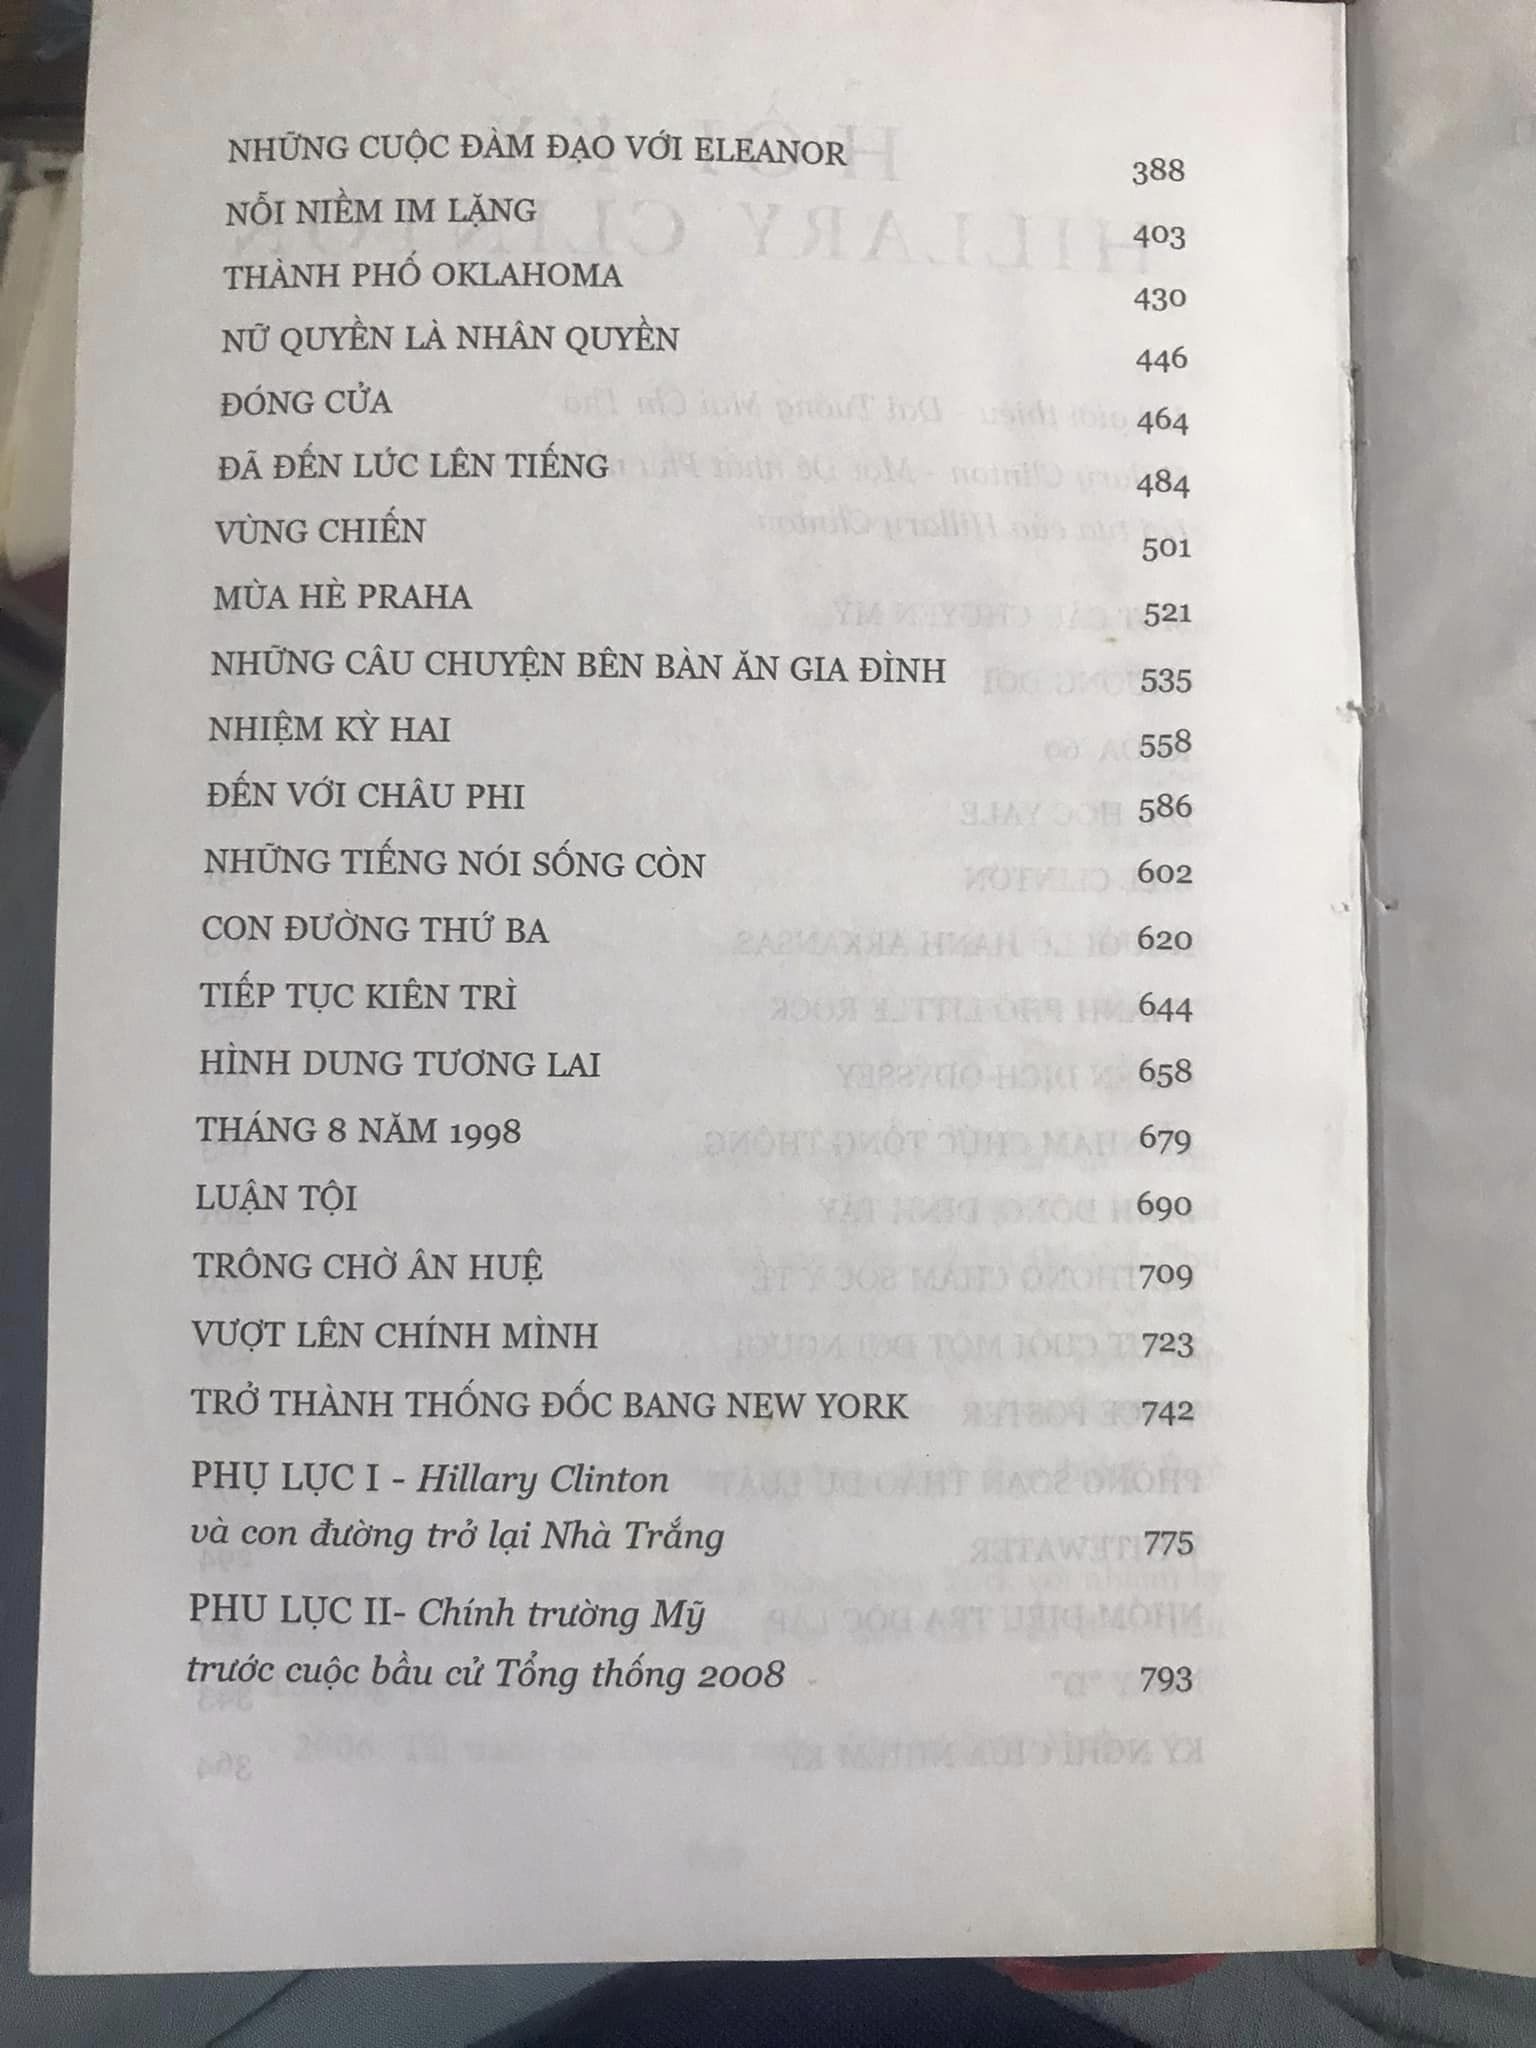 NHỮNG CUỘC ĐÀM ĐẠO VỚI ELEANOR 388
NỖI NIỀM IM LẶNG 403
THÀNH PHỐ OKLAHOMA 430
NỮ QUYỀN LÀ NHÂN QUYỀN 446
ĐÓNG CỬA 464
ĐÃ ĐẾN LÚC LÊN TIẾNG 484
VÙNG CHIẾN 501
MÙA HÈ PRAHA 521
NHỮNG CÂU CHUYỆN BÊN BÀN ĂN GIA ĐÌNH 535
NHIỆM KỲ HAI 558
ĐẾN VỚI CHÂU PHI 586
NHỮNG TIẾNG NÓI SỐNG CÒN 602
CON ĐƯỜNG THỨ BA 620
TIẾP TỤC KIÊN TRÌ 644
HÌNH DUNG TƯƠNG LAI 658
THÁNG 8 NĂM 1998 679
LUẬN TỘI 690
TRÔNG CHỜ ÂN HUỆ 709
VƯỢT LÊN CHÍNH MÌNH 723
TRỞ THÀNH THỐNG ĐỐC BANG NEW YORK 742
PHỤ LỤC I - Hillary Clinton
và con đường trở lại Nhà Trắng 775
PHU LỤC II- Chính trường Mỹ
trước cuộc bầu cử Tổng thống 2008 793